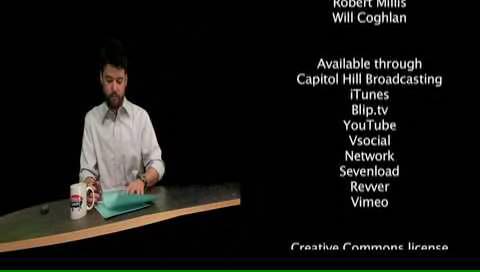 Robert Millis
Will Coghlan
Available through
Capitol Hill Broadcasting
iTunes
Blip.tv
YouTube
Vsocial
Network
Sevenload
Revver
Vimeo
Creative Commons license